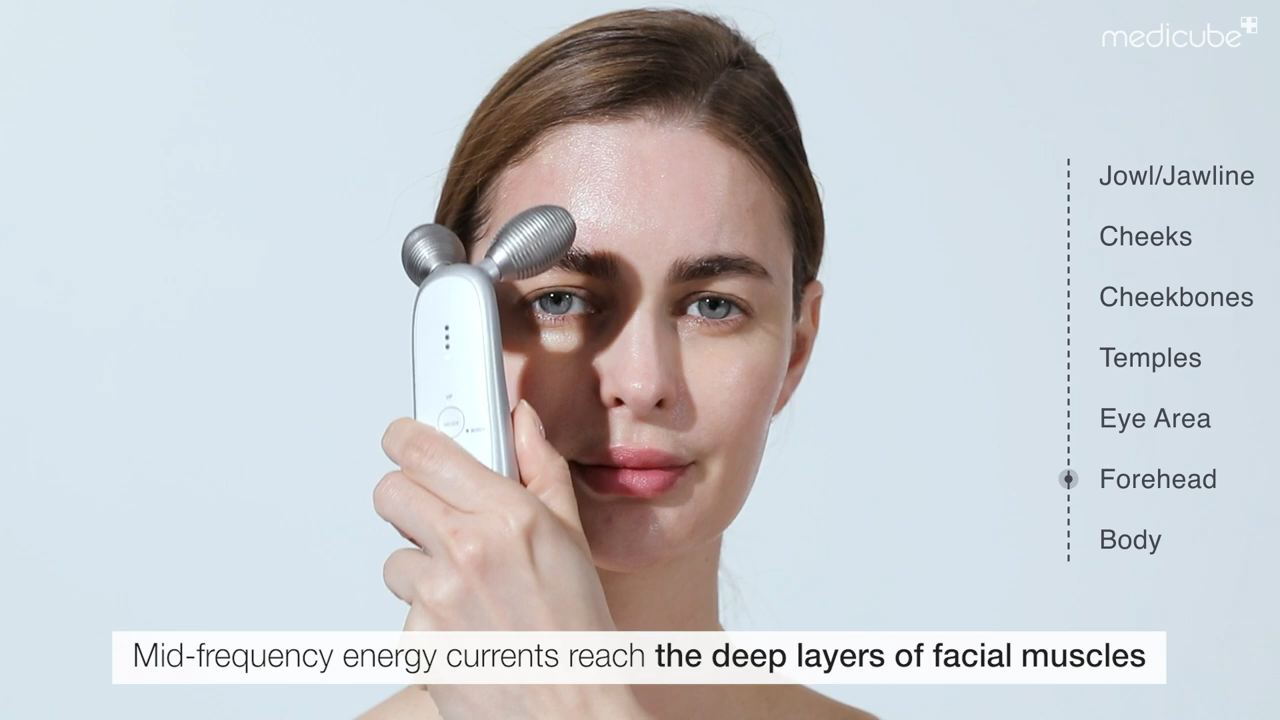 medicube
Jowl/Jawline
Cheeks
Cheekbones
Temples
Eye Area
Forehead
Body
UP
Mid-frequency energy currents reach the deep layers of facial muscles